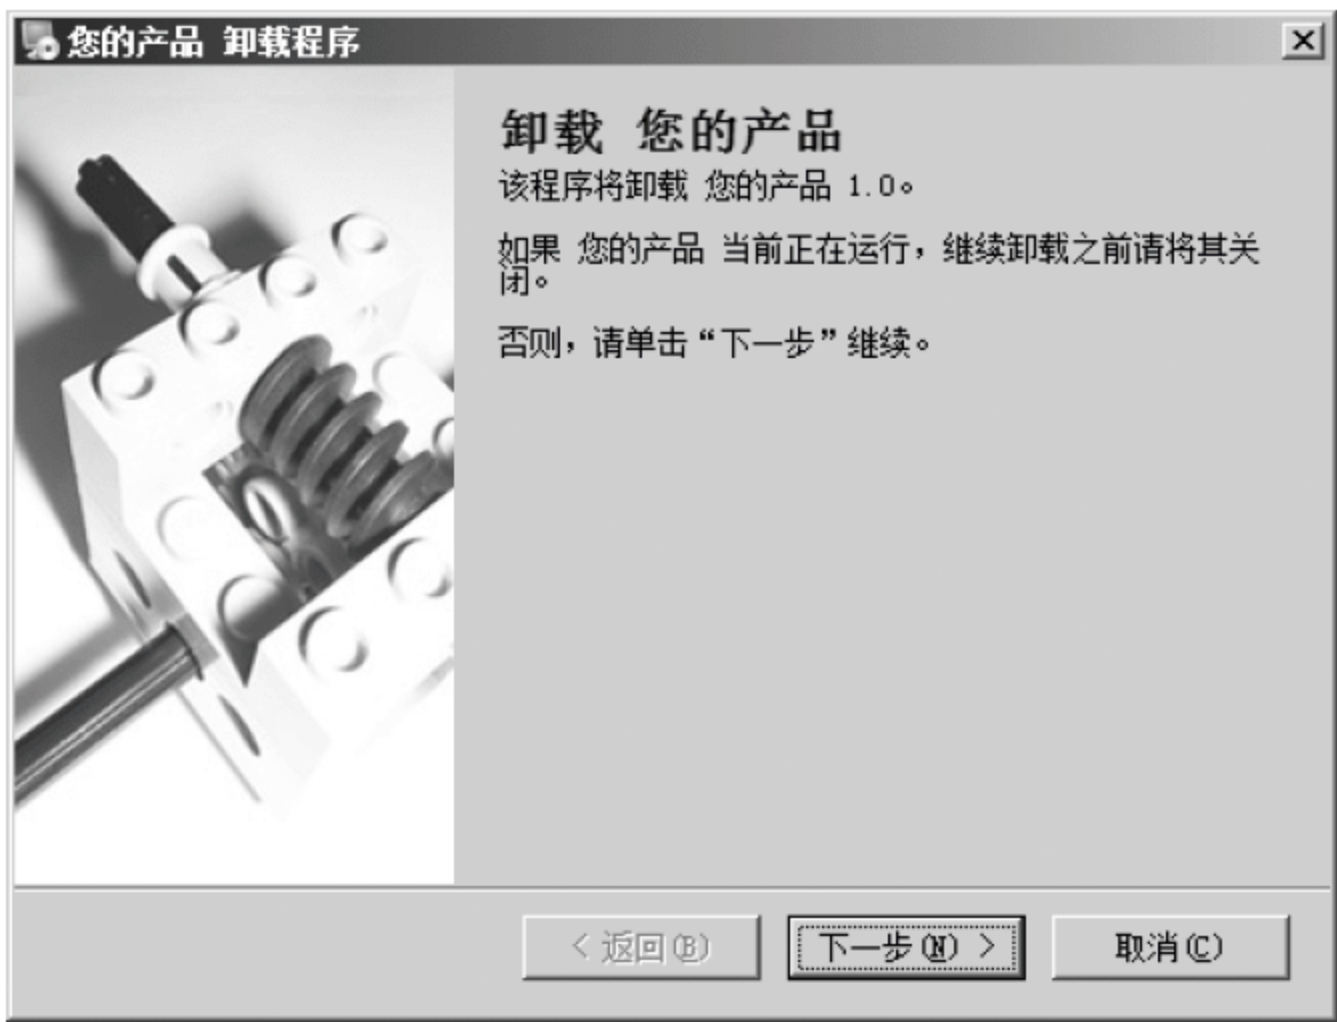 您的产品 卸载程序
卸载 您的产品
该程序将卸载 您的产品 1.0。
如果 您的产品 当前正在运行，继续卸载之前请将其关
闭。
否则，请单击“下一步”继续。
< 返回(B)
下一步(N) >
取消(C)